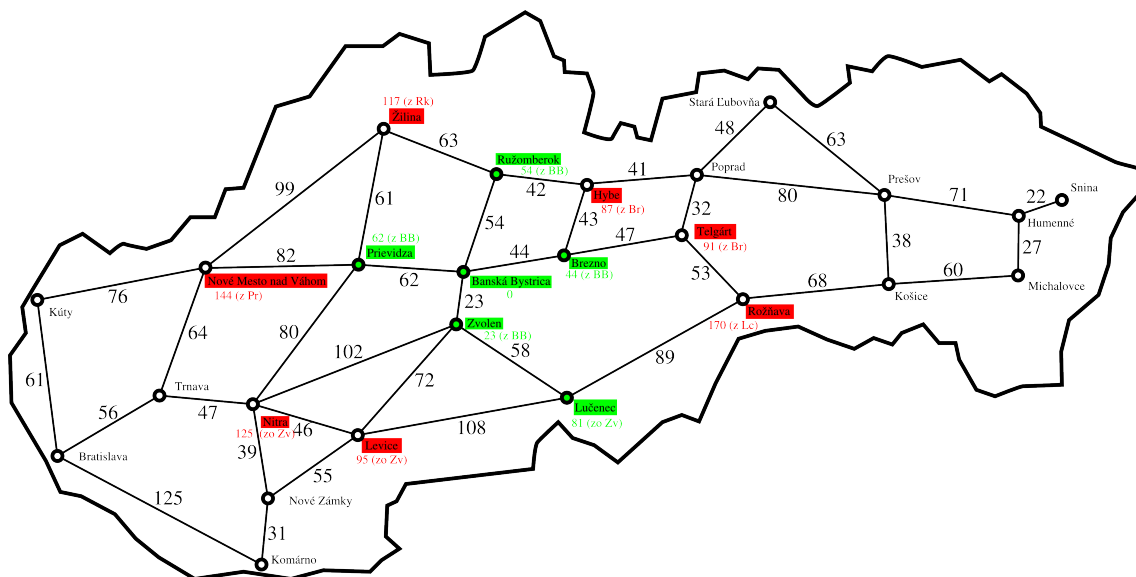 117 (z Rk)
Žilina
Stará Ľubovňa
63
48
63
Ružomberok
54 (z BB)
41
Poprad
99
61
42
Hybe
87 (z Br)
80
Prešov
71
22
Snina
Humenné
54
43
32
62 (z BB)
Prievidza
82
Nové Mesto nad Váhom
144 (z Pr)
62
44
Brezno
44 (z BB)
47
Telgárt
91 (z Br)
38
27
Banská Bystrica
0
53
68
60
Michalovce
Košice
76
Kúty
23
Zvolen
23 (z BB)
Rožňava
170 (z Lc)
64
80
102
58
89
61
72
Trnava
56
47
Nitra
125 (zo Zv)
46
108
Lučenec
81 (zo Zv)
Levice
95 (zo Zv)
Bratislava
39
55
125
Nové Zámky
31
Komárno